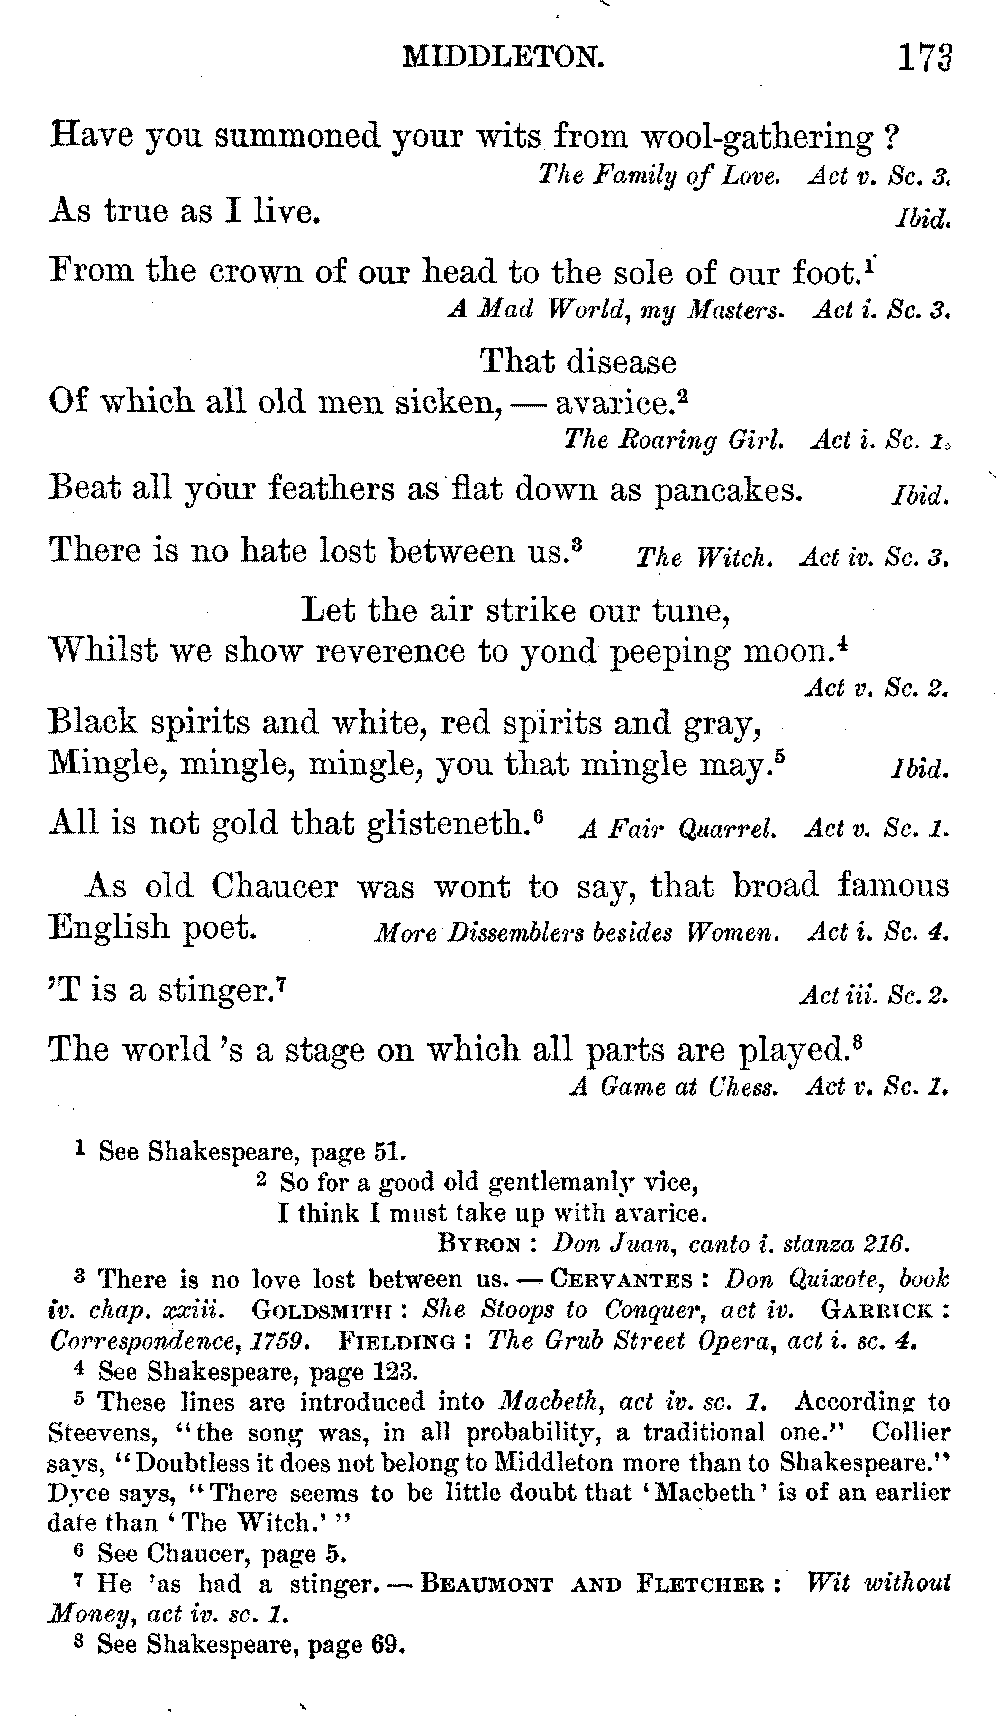 MIDDLETON. 173
Have you summoned your wits from wool-gathering ?
The Family of Love. Act v. Sc. 3.
As true as I live. Ibid.
From the crown of our head to the sole of our foot.¹
A Mad World, my Masters. Act i. Sc. 3.
That disease
Of which all old men sicken, — avarice.²
The Roaring Girl. Act i. Sc. 1.
Beat all your feathers as flat down as pancakes. Ibid.
There is no hate lost between us.³ The Witch. Act iv. Sc. 3.
Let the air strike our tune,
Whilst we show reverence to yond peeping moon.⁴
Act v. Sc. 2.
Black spirits and white, red spirits and gray,
Mingle, mingle, mingle, you that mingle may.⁵ Ibid.
All is not gold that glisteneth.⁶ A Fair Quarrel. Act v. Sc. 1.
As old Chaucer was wont to say, that broad famous
English poet. More Dissemblers besides Women. Act i. Sc. 4.
'T is a stinger.⁷ Act iii. Sc. 2.
The world 's a stage on which all parts are played.⁸
A Game at Chess. Act v. Sc. 1.
¹ See Shakespeare, page 51.
² So for a good old gentlemanly vice,
I think I must take up with avarice.
BYRON : Don Juan, canto i. stanza 216.
³ There is no love lost between us. — CERVANTES : Don Quixote, book
iv. chap. xxiii. GOLDSMITH : She Stoops to Conquer, act iv. GARRICK :
Correspondence, 1759. FIELDING : The Grub Street Opera, act i. sc. 4.
⁴ See Shakespeare, page 123.
⁵ These lines are introduced into Macbeth, act iv. sc. 1. According to
Steevens, "the song was, in all probability, a traditional one." Collier
says, "Doubtless it does not belong to Middleton more than to Shakespeare."
Dyce says, "There seems to be little doubt that 'Macbeth' is of an earlier
date than 'The Witch.' "
⁶ See Chaucer, page 5.
⁷ He 'as had a stinger. — BEAUMONT AND FLETCHER : Wit without
Money, act iv. sc. 1.
⁸ See Shakespeare, page 69.